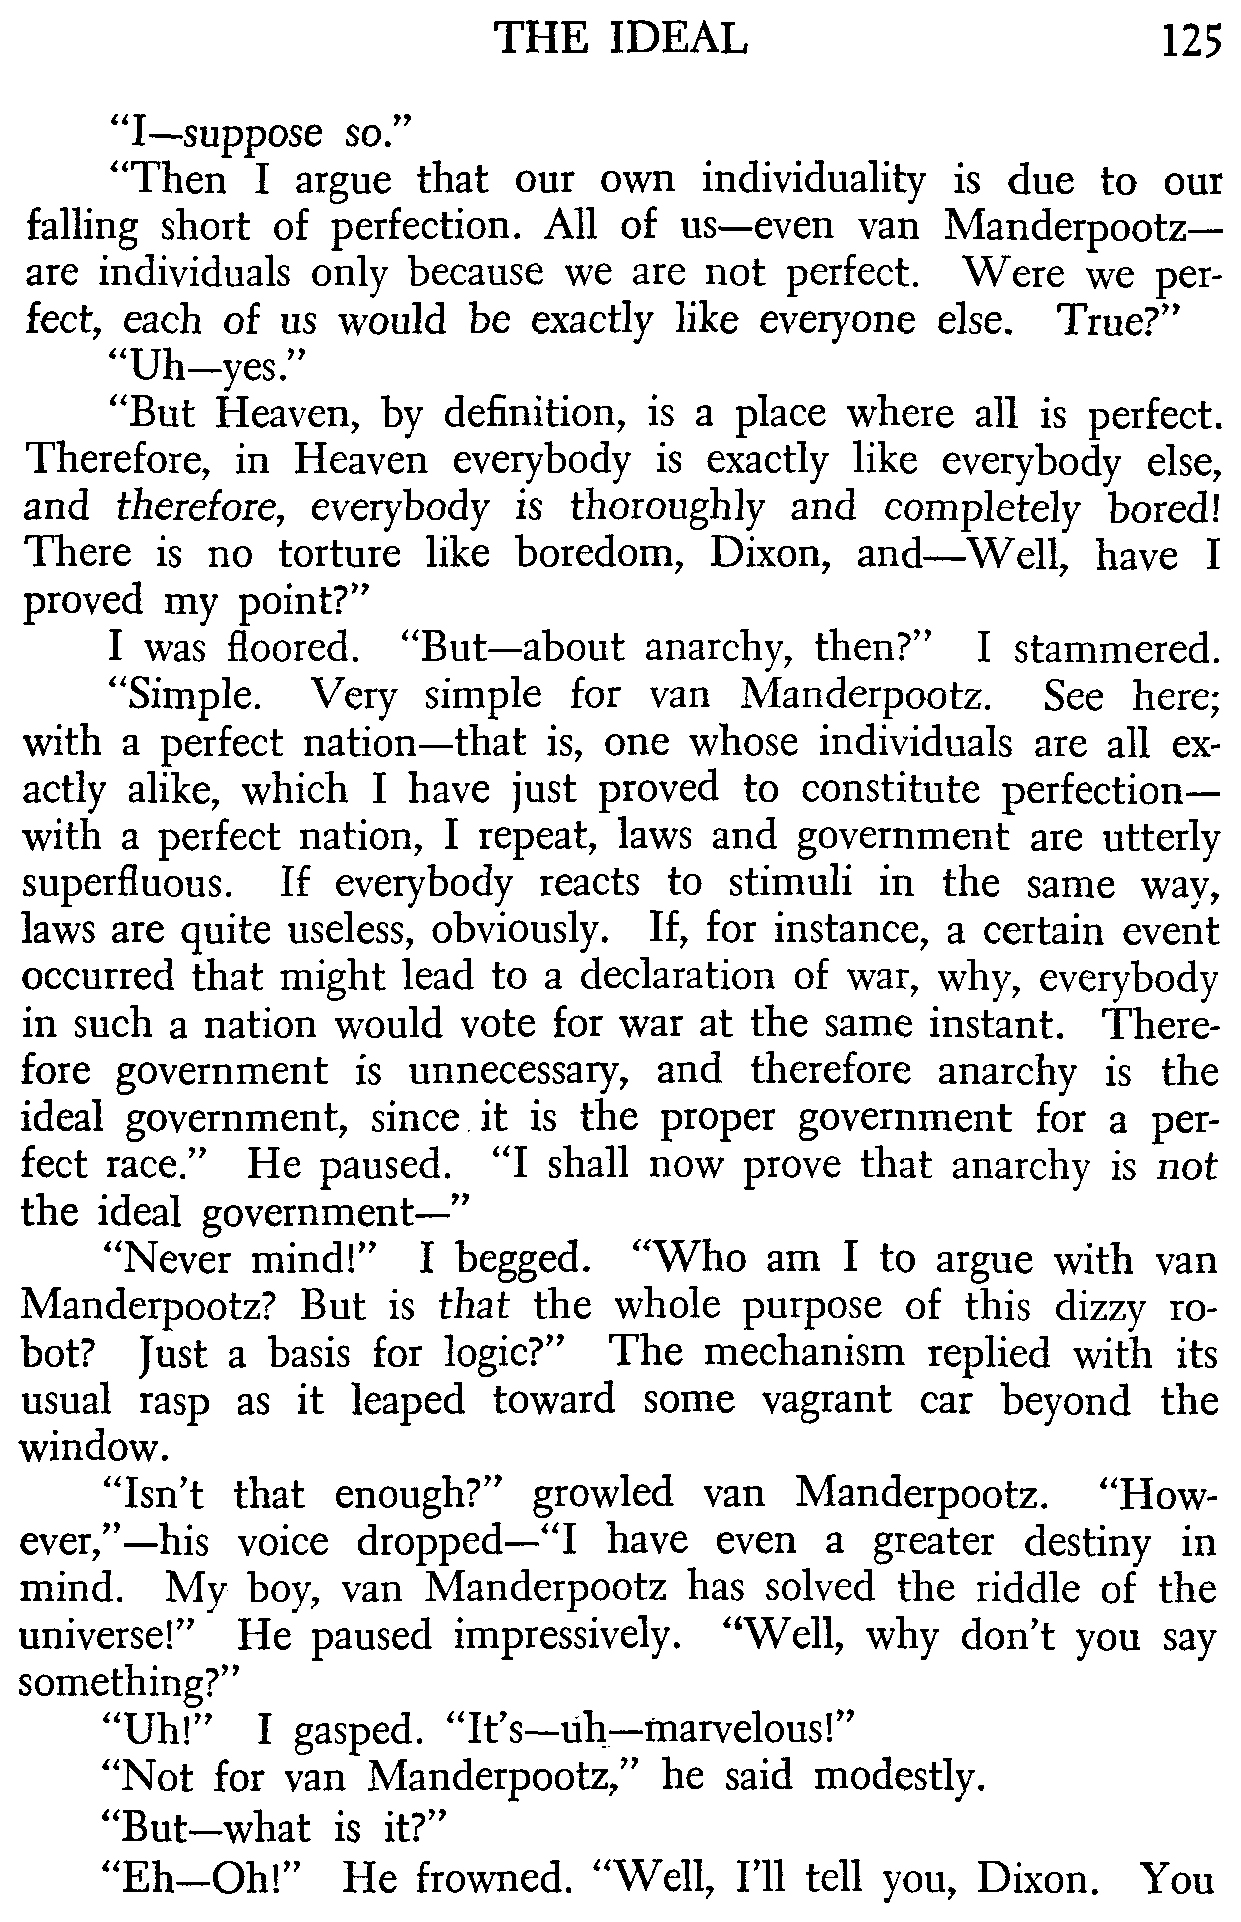 THE IDEAL 125
“I—suppose so.”
“Then I argue that our own individuality is due to our
falling short of perfection. All of us—even van Manderpootz—
are individuals only because we are not perfect. Were we per-
fect, each of us would be exactly like everyone else. True?”
“Uh—yes.”
“But Heaven, by definition, is a place where all is perfect.
Therefore, in Heaven everybody is exactly like everybody else,
and therefore, everybody is thoroughly and completely bored!
There is no torture like boredom, Dixon, and—Well, have I
proved my point?”
I was floored. “But—about anarchy, then?” I stammered.
“Simple. Very simple for van Manderpootz. See here;
with a perfect nation—that is, one whose individuals are all ex-
actly alike, which I have just proved to constitute perfection—
with a perfect nation, I repeat, laws and government are utterly
superfluous. If everybody reacts to stimuli in the same way,
laws are quite useless, obviously. If, for instance, a certain event
occurred that might lead to a declaration of war, why, everybody
in such a nation would vote for war at the same instant. There-
fore government is unnecessary, and therefore anarchy is the
ideal government, since it is the proper government for a per-
fect race.” He paused. “I shall now prove that anarchy is not
the ideal government—”
“Never mind!” I begged. “Who am I to argue with van
Manderpootz? But is that the whole purpose of this dizzy ro-
bot? Just a basis for logic?” The mechanism replied with its
usual rasp as it leaped toward some vagrant car beyond the
window.
“Isn’t that enough?” growled van Manderpootz. “How-
ever,”—his voice dropped—“I have even a greater destiny in
mind. My boy, van Manderpootz has solved the riddle of the
universe!” He paused impressively. “Well, why don’t you say
something?”
“Uh!” I gasped. “It’s—uh—marvelous!”
“Not for van Manderpootz,” he said modestly.
“But—what is it?”
“Eh—Oh!” He frowned. “Well, I’ll tell you, Dixon. You